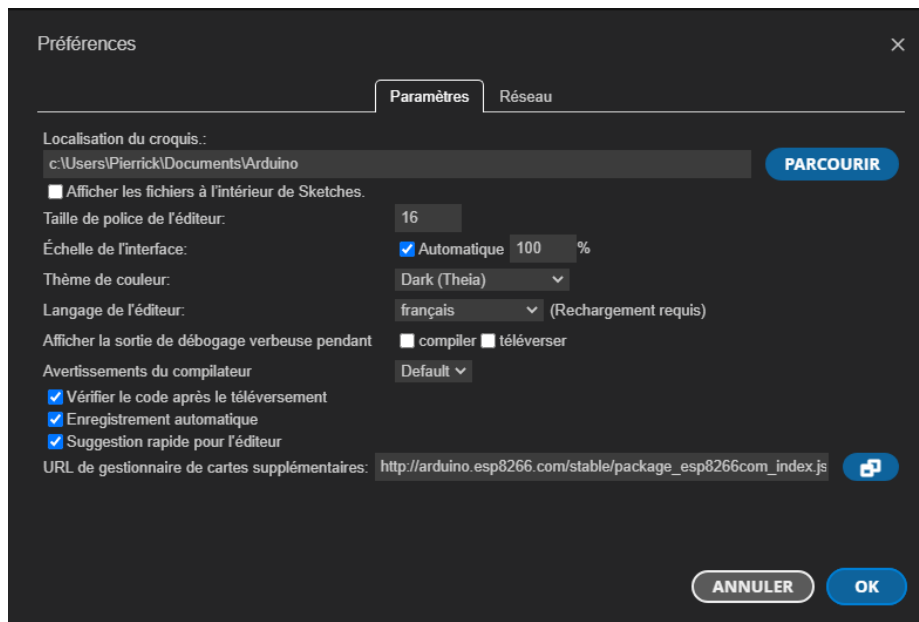 Préférences
Paramètres Réseau
Localisation du croquis.:
c:\Users\Pierrick\Documents\Arduino PARCOURIR
Afficher les fichiers à l'intérieur de Sketches.
Taille de police de l'éditeur: 16
Échelle de l'interface: Automatique 100 %
Thème de couleur: Dark (Theia)
Langage de l'éditeur: français (Rechargement requis)
Afficher la sortie de débogage verbeuse pendant compiler téléverser
Avertissements du compilateur Default
Vérifier le code après le téléversement
Enregistrement automatique
Suggestion rapide pour l'éditeur
URL de gestionnaire de cartes supplémentaires: http://arduino.esp8266.com/stable/package_esp8266com_index.js
ANNULER OK